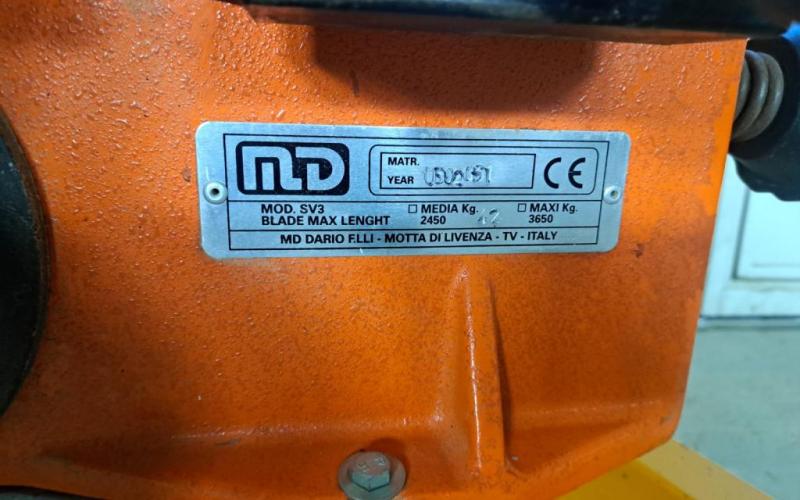 MD
MATR.
YEAR
CE
MOD. SV3 □ MEDIA Kg. □ MAXI Kg.
BLADE MAX LENGHT 2450 3650
MD DARIO F.LLI - MOTTA DI LIVENZA - TV - ITALY